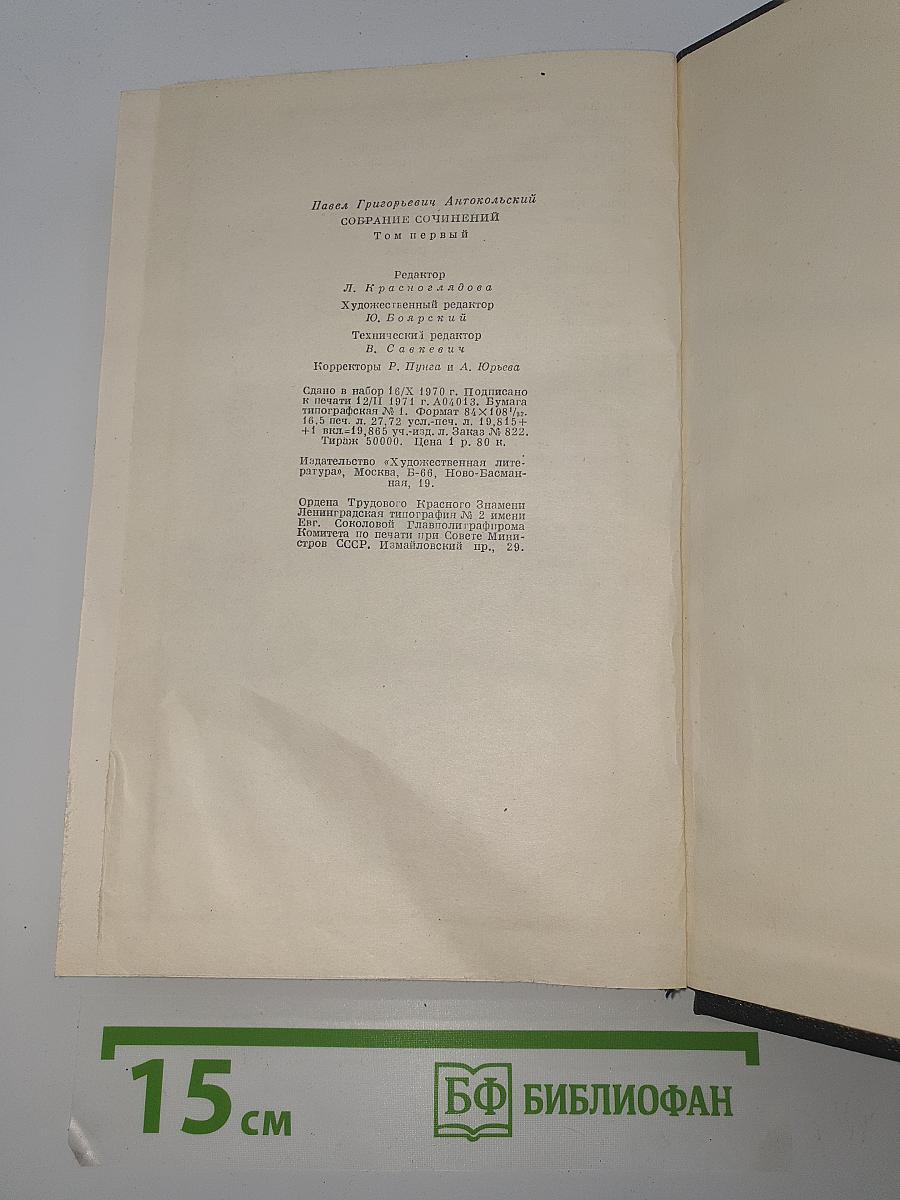 Павел Григорьевич Антокольский
СОБРАНИЕ СОЧИНЕНИЙ
Том первый
Редактор
Л. Красноглядова
Художественный редактор
Ю. Боярский
Технический редактор
В. Савкевич
Корректоры Р. Пунга и А. Юрьева
Сдано в набор 16/X 1970 г. Подписано
к печати 12/II 1971 г. А04013. Бумага
типографская № 1. Формат 84×108¹/₃₂.
16,5 печ. л. 27,72 усл.-печ. л. 19,815+
+1 вкл.=19,865 уч.-изд. л. Заказ № 822.
Тираж 50000. Цена 1 р. 80 к.
Издательство «Художественная лите-
ратура», Москва, Б-66, Ново-Басман-
ная, 19.
Ордена Трудового Красного Знамени
Ленинградская типография № 2 имени
Евг. Соколовой Главполиграфпрома
Комитета по печати при Совете Мини-
стров СССР. Измайловский пр., 29.
15 см
БФ БИБЛИОФАН